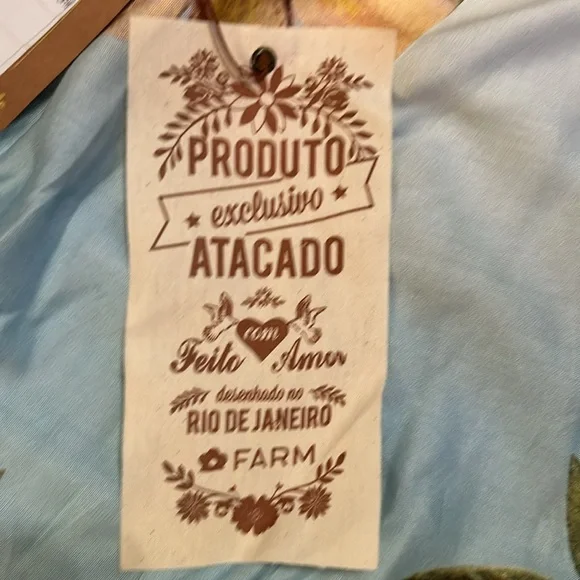 PRODUTO
exclusivo
ATACADO
com
Feito Amor
desenhado no
RIO DE JANEIRO
FARM